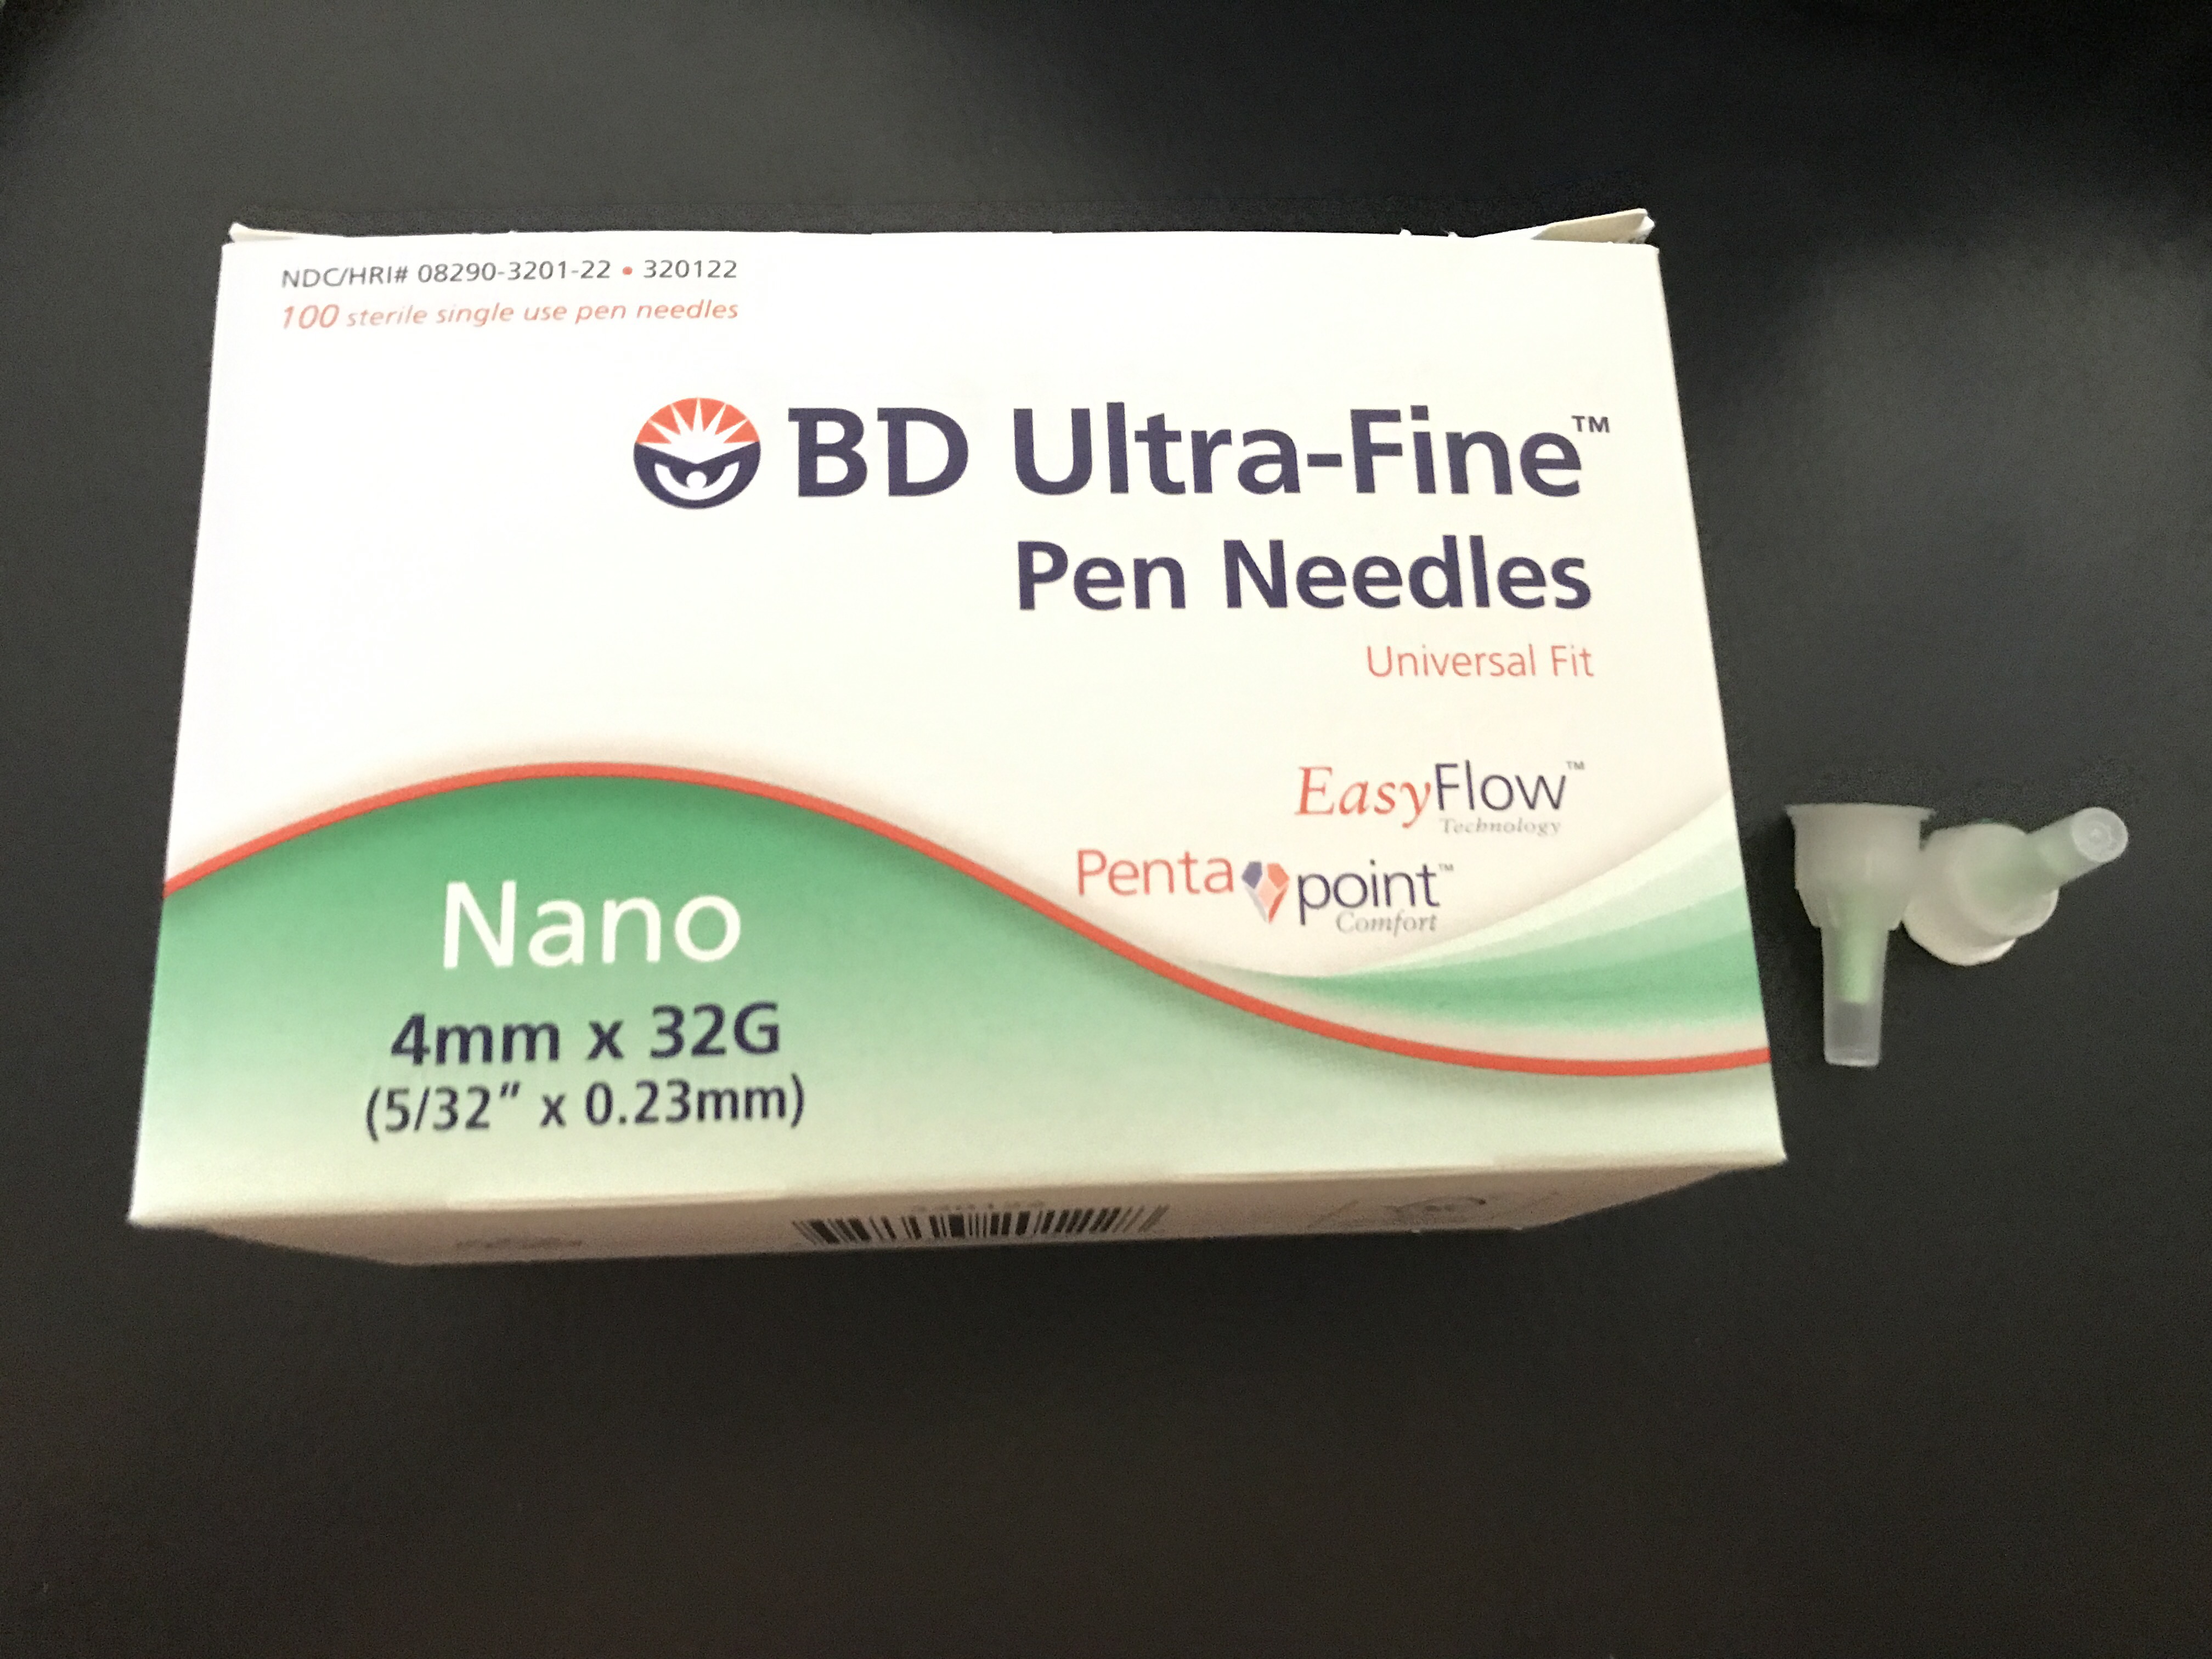 NDC/HRI# 08290-3201-22 • 320122
100 sterile single use pen needles
BD Ultra-Fine™
Pen Needles
Universal Fit
EasyFlow™
Technology
Penta point™
Comfort
Nano
4mm x 32G
(5/32" x 0.23mm)